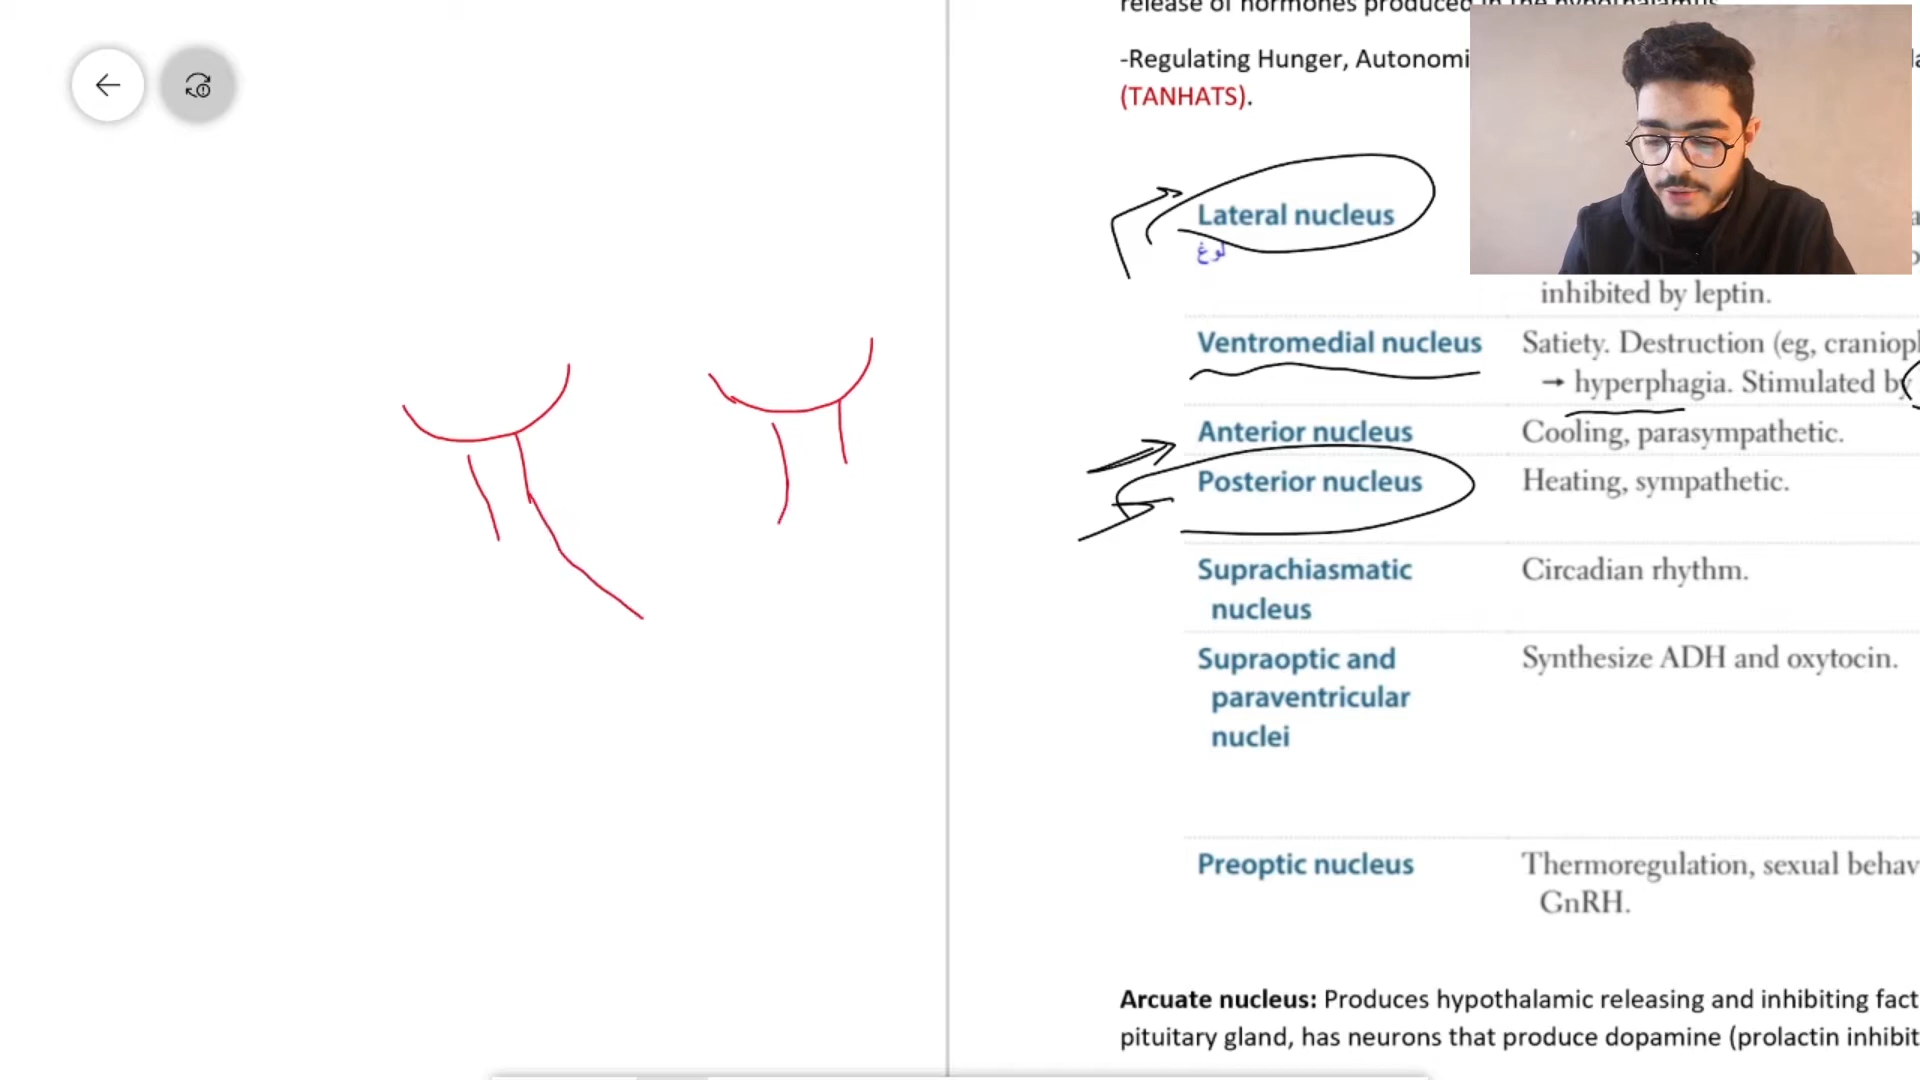 -Regulating Hunger, Autonomi
(TANHATS).
Lateral nucleus
لوغ
inhibited by leptin.
Ventromedial nucleus Satiety. Destruction (eg, craniop
→ hyperphagia. Stimulated by
Anterior nucleus Cooling, parasympathetic.
Posterior nucleus Heating, sympathetic.
Suprachiasmatic Circadian rhythm.
nucleus
Supraoptic and Synthesize ADH and oxytocin.
paraventricular
nuclei
Preoptic nucleus Thermoregulation, sexual behav
GnRH.
Arcuate nucleus: Produces hypothalamic releasing and inhibiting fact
pituitary gland, has neurons that produce dopamine (prolactin inhibit